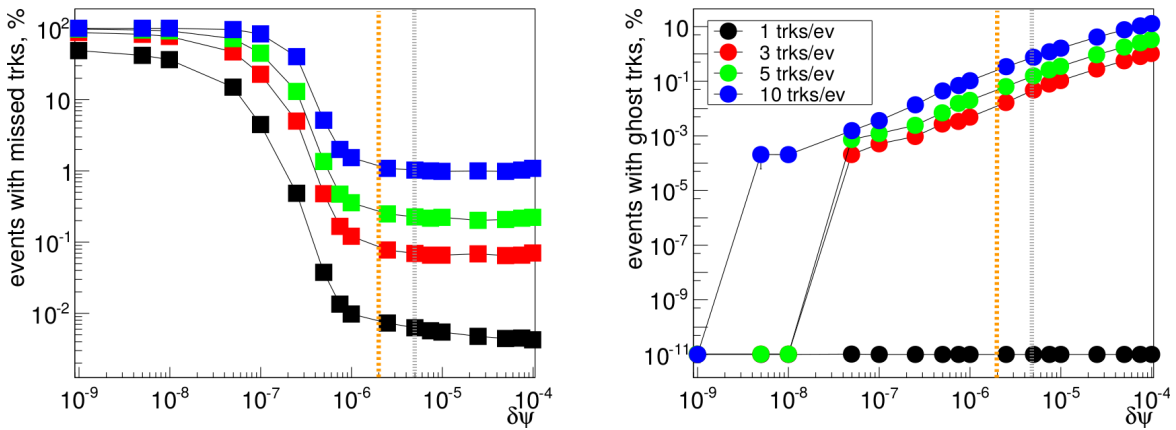 events with missed trks, %
10²
10
1
10⁻¹
10⁻²
10⁻⁹ 10⁻⁸ 10⁻⁷ 10⁻⁶ 10⁻⁵ 10⁻⁴
δψ
events with ghost trks, %
10
10⁻¹
10⁻³
10⁻⁵
10⁻⁷
10⁻⁹
10⁻¹¹
1 trks/ev
3 trks/ev
5 trks/ev
10 trks/ev
10⁻⁹ 10⁻⁸ 10⁻⁷ 10⁻⁶ 10⁻⁵ 10⁻⁴
δψ